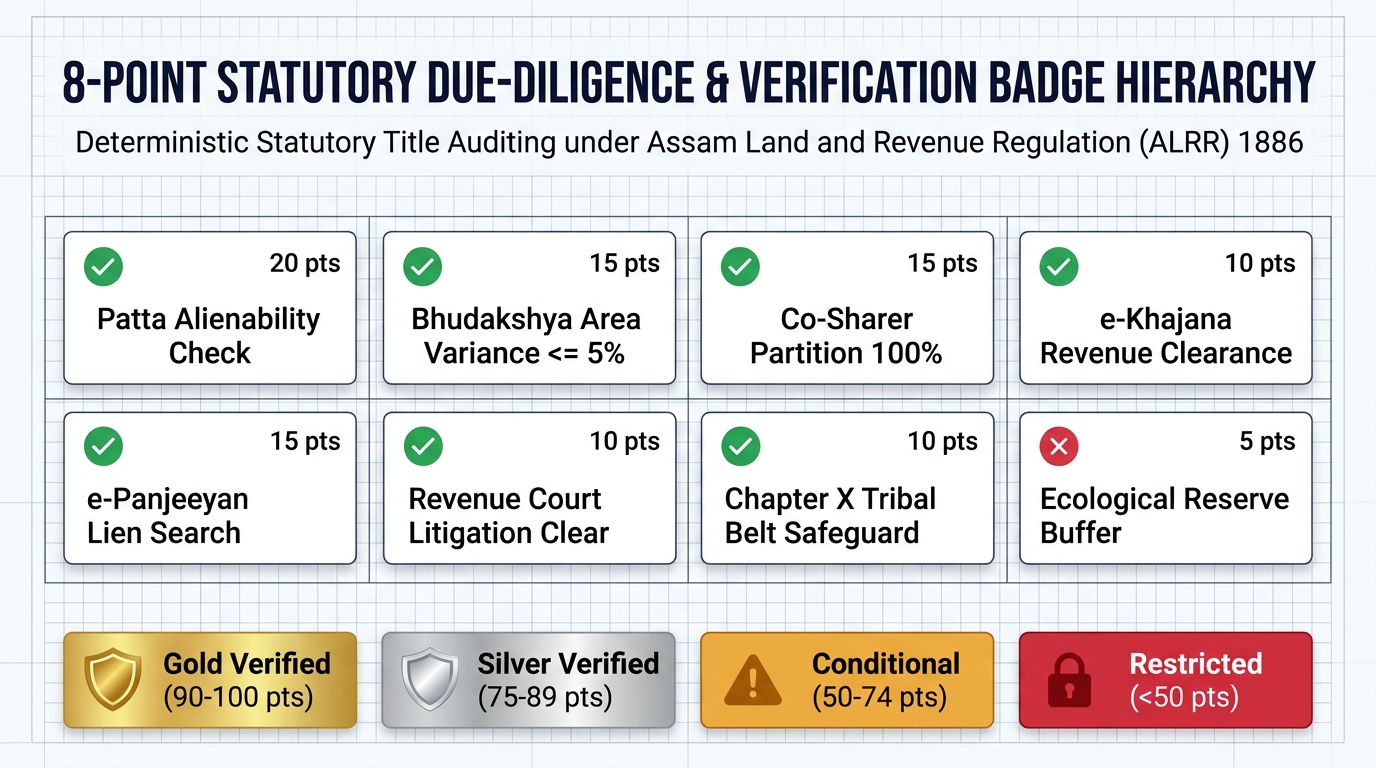 8-POINT STATUTORY DUE-DILIGENCE & VERIFICATION BADGE HIERARCHY
Deterministic Statutory Title Auditing under Assam Land and Revenue Regulation (ALRR) 1886
20 pts
Patta Alienability
Check
15 pts
Bhudakshya Area
Variance <= 5%
15 pts
Co-Sharer
Partition 100%
10 pts
e-Khajana
Revenue Clearance
15 pts
e-Panjeeyan
Lien Search
10 pts
Revenue Court
Litigation Clear
10 pts
Chapter X Tribal
Belt Safeguard
5 pts
Ecological Reserve
Buffer
Gold Verified
(90-100 pts)
Silver Verified
(75-89 pts)
Conditional
(50-74 pts)
Restricted
(<50 pts)